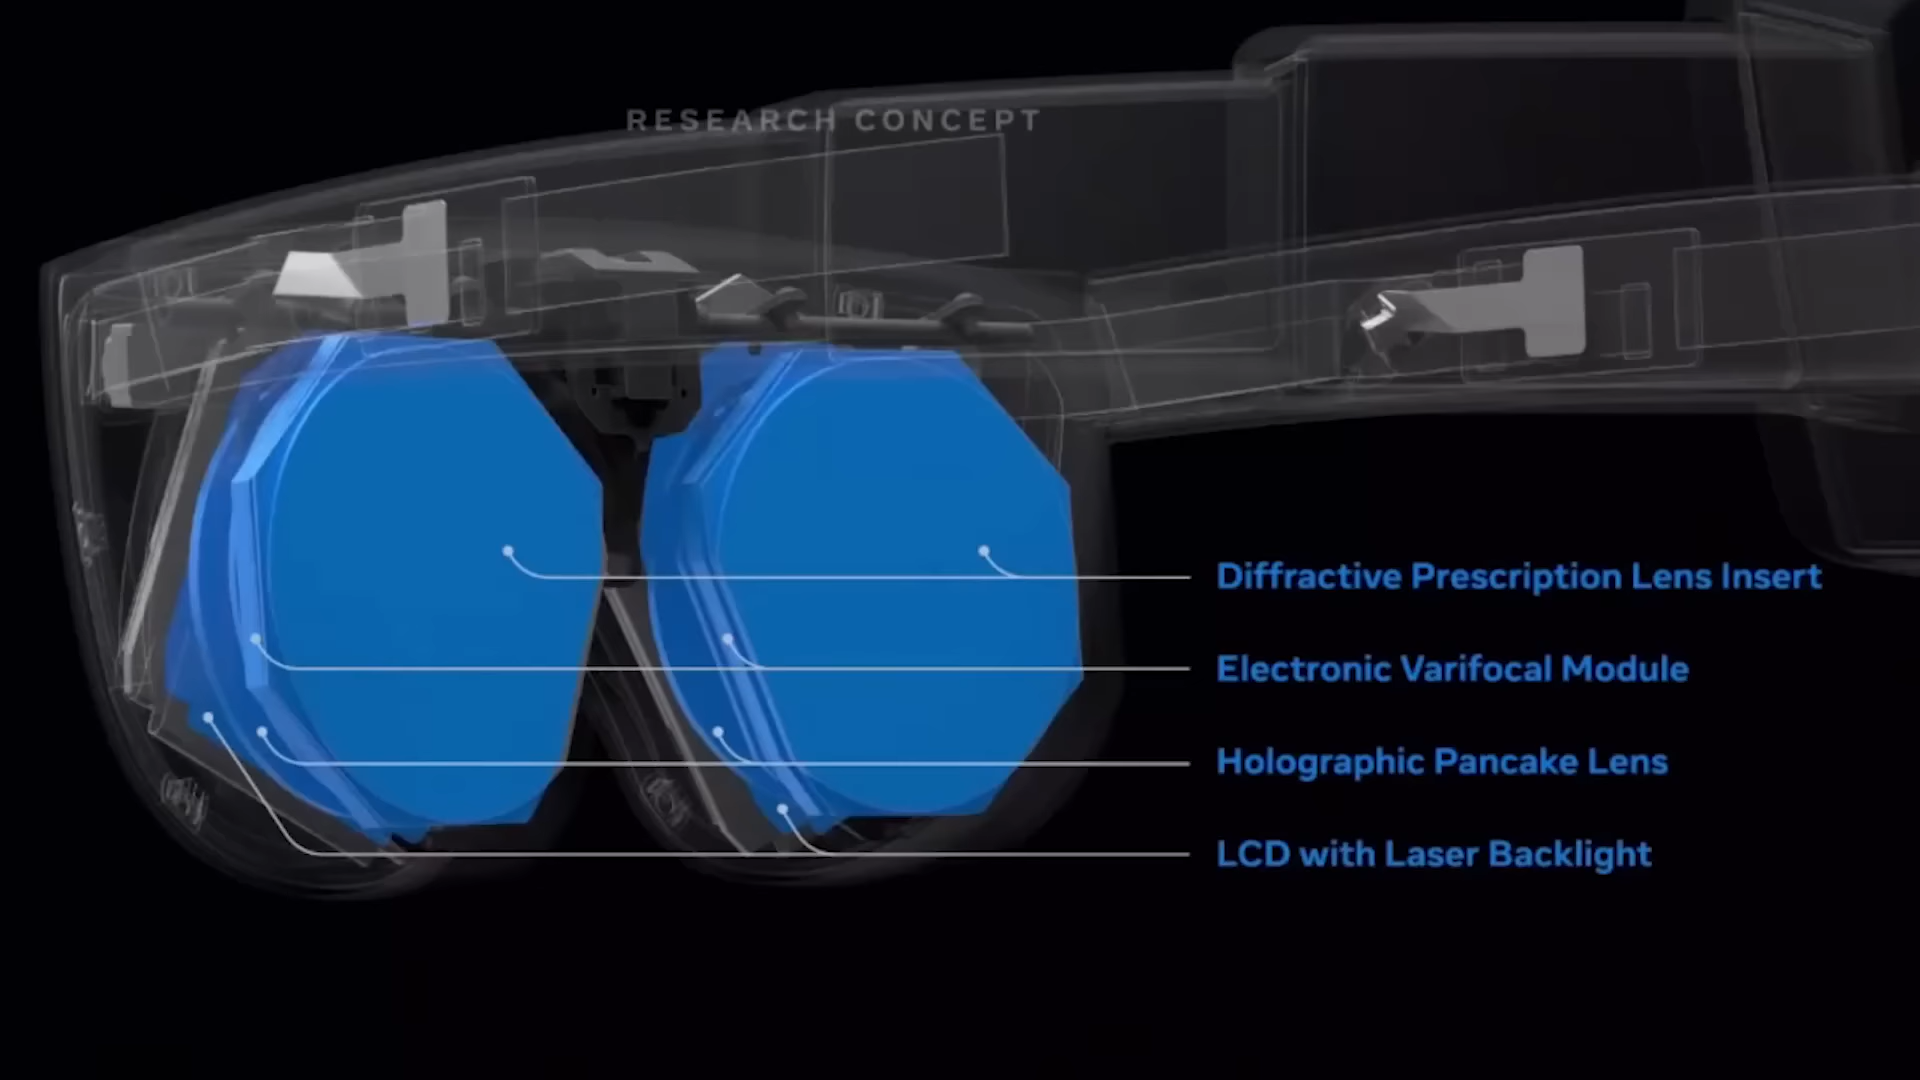 RESEARCH CONCEPT
Diffractive Prescription Lens Insert
Electronic Varifocal Module
Holographic Pancake Lens
LCD with Laser Backlight